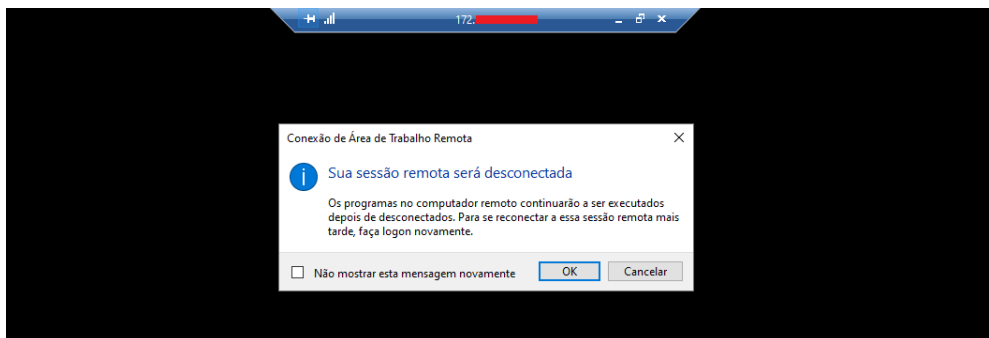 172.
Conexão de Área de Trabalho Remota
Sua sessão remota será desconectada
Os programas no computador remoto continuarão a ser executados
depois de desconectados. Para se reconectar a essa sessão remota mais
tarde, faça logon novamente.
Não mostrar esta mensagem novamente
OK
Cancelar